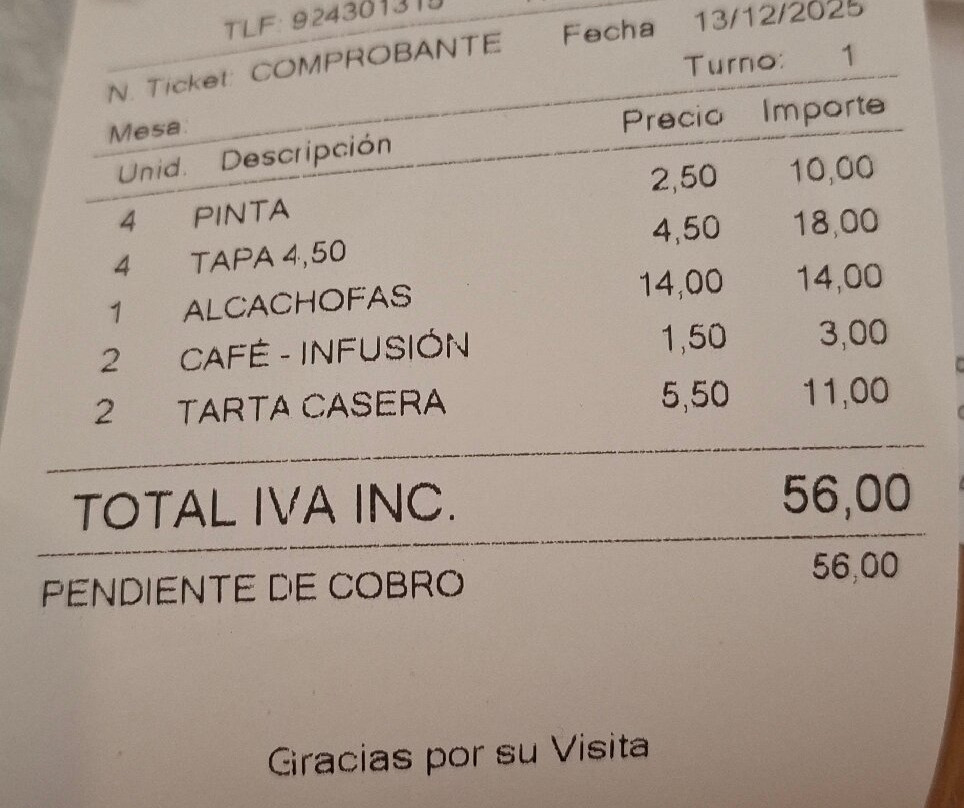 TLF: 924301315
N. Ticket: COMPROBANTE Fecha 13/12/2025
Turno: 1
Mesa:
Unid. Descripción Precio Importe
4 PINTA 2,50 10,00
4 TAPA 4,50 4,50 18,00
1 ALCACHOFAS 14,00 14,00
2 CAFÉ - INFUSIÓN 1,50 3,00
2 TARTA CASERA 5,50 11,00
TOTAL IVA INC. 56,00
PENDIENTE DE COBRO 56,00
Gracias por su Visita